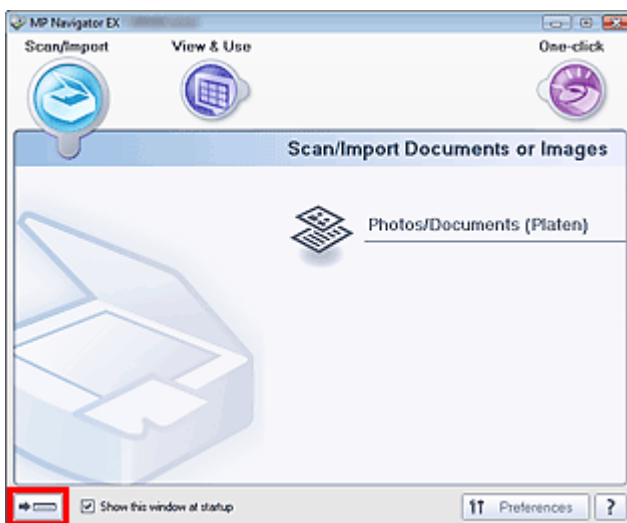 MP Navigator EX
Scan/Import
View & Use
One-click
Scan/Import Documents or Images
Photos/Documents (Platen)
Show this window at startup
Preferences
?